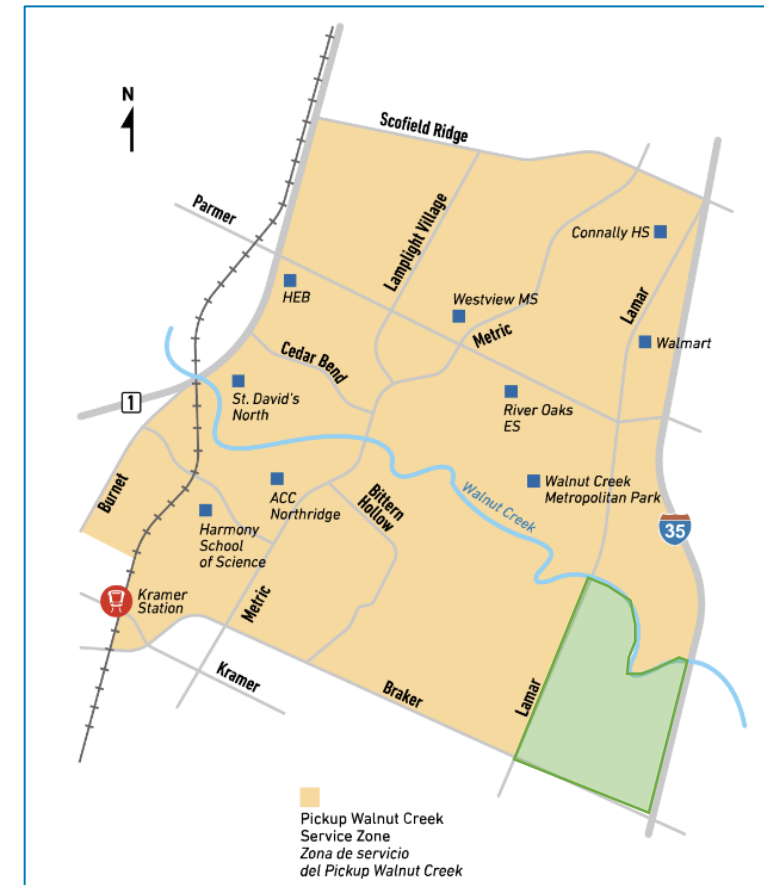 N
Scofield Ridge
Parmer
Lamplight Village
Connally HS
HEB
Westview MS
Metric
Lamar
Walmart
Cedar Bend
St. David's
North
River Oaks
ES
1
Burnet
ACC
Northridge
Bittern
Hollow
Walnut Creek
Walnut Creek
Metropolitan Park
35
Harmony
School
of Science
Kramer
Station
Metric
Kramer
Braker
Lamar
Pickup Walnut Creek
Service Zone
Zona de servicio
del Pickup Walnut Creek